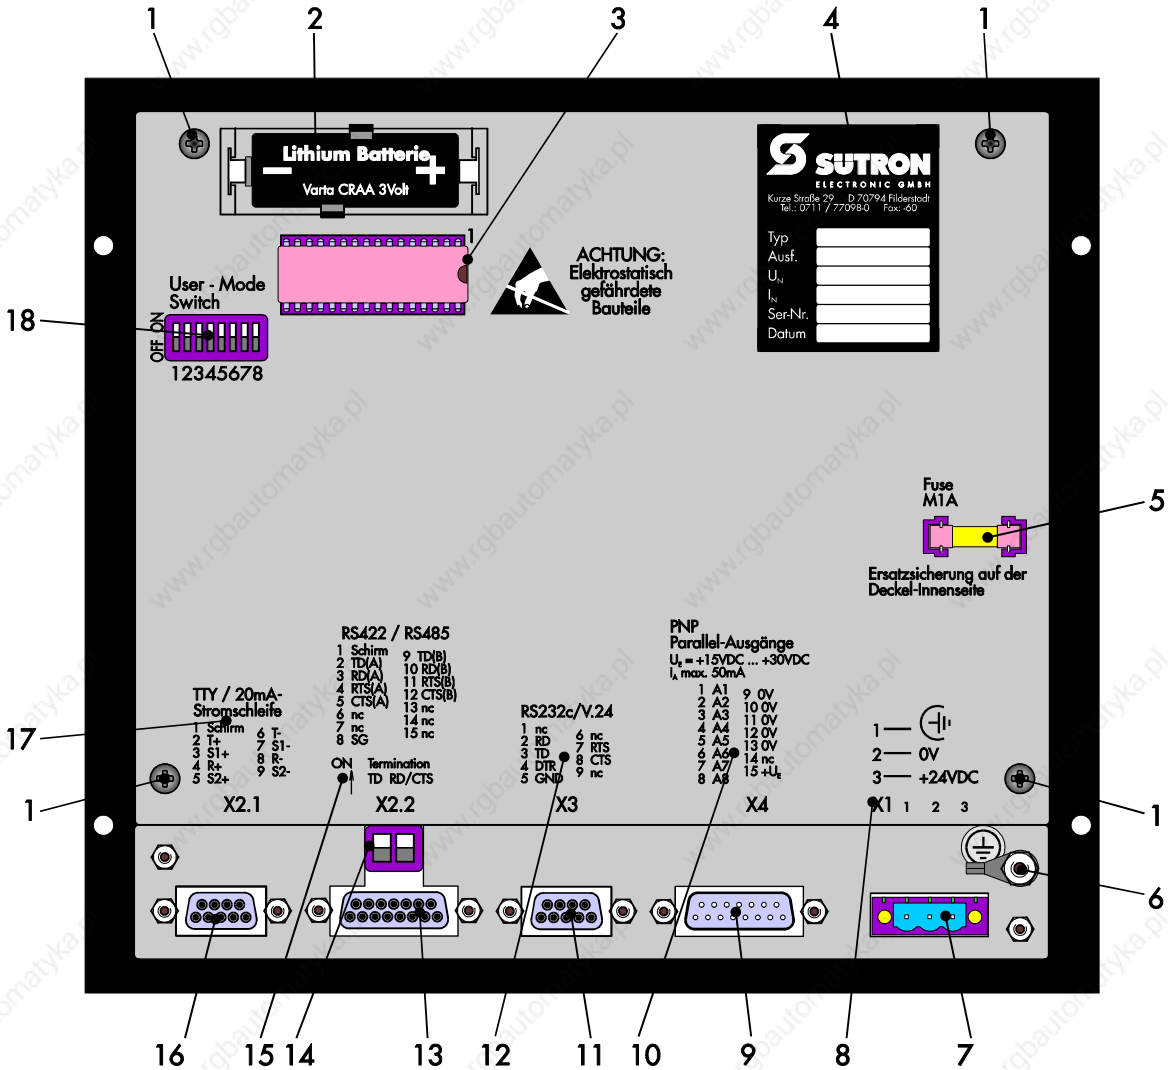 1
2
3
4
1
Lithium Batterie
Varta CRAA 3Volt
SÜTRON
ELECTRONIC GMBH
Kurze Straße 29 D 70794 Filderstadt
Tel.: 0711 / 77098-0 Fax: -60
Typ
Ausf.
UN
IN
Ser-Nr.
Datum
1
ACHTUNG:
Elektrostatisch
gefährdete
Bauteile
User - Mode
Switch
18
OFF ON
12345678
Fuse
M1A
5
Ersatzsicherung auf der
Deckel-Innenseite
TTY / 20mA-
Stromschleife
17
1 Schirm
2 T+
3 S1+
4 R+
5 S2+
6 T-
7 S1-
8 R-
9 S2-
X2.1
RS422 / RS485
1 Schirm
2 TD(A)
3 RD(A)
4 RTS(A)
5 CTS(A)
6 nc
7 nc
8 SG
9 TD(B)
10 RD(B)
11 RTS(B)
12 CTS(B)
13 nc
14 nc
15 nc
ON Termination
TD RD/CTS
X2.2
RS232c/V.24
1 nc
2 RD
3 TD
4 DTR
5 GND
6 nc
7 RTS
8 CTS
9 nc
X3
PNP
Parallel-Ausgänge
UE = +15VDC ... +30VDC
IA max. 50mA
1 A1
2 A2
3 A3
4 A4
5 A5
6 A6
7 A7
8 A8
9 0V
10 0V
11 0V
12 0V
13 0V
14 nc
15 +UE
X4
1
2 0V
3 +24VDC
X1 1 2 3
1
1
6
16
15
14
13
12
11
10
9
8
7
www.rgbautomatyka.pl